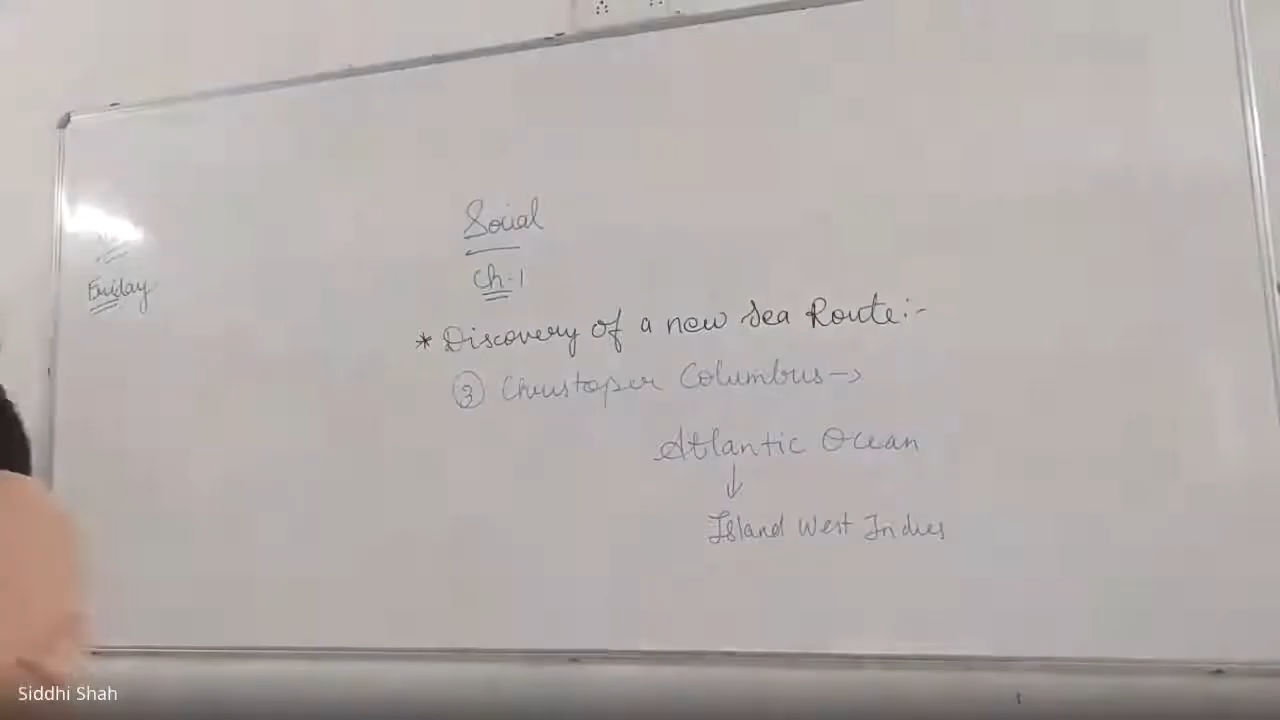 Social
Ch-1
Friday
* Discovery of a new Sea Route:-
③ Christoper Columbus->
Atlantic Ocean
↓
Island West Indies
Siddhi Shah